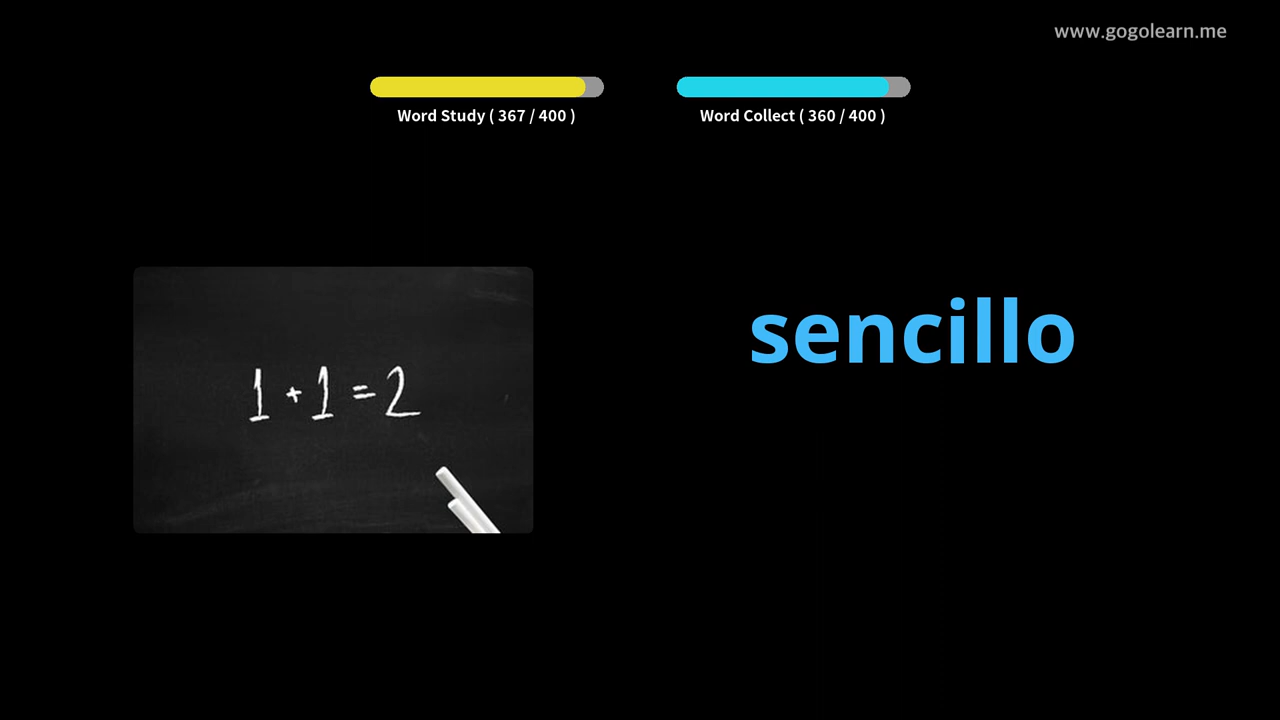 www.gogolearn.me
Word Study ( 367 / 400 )
Word Collect ( 360 / 400 )
sencillo
1 + 1 = 2